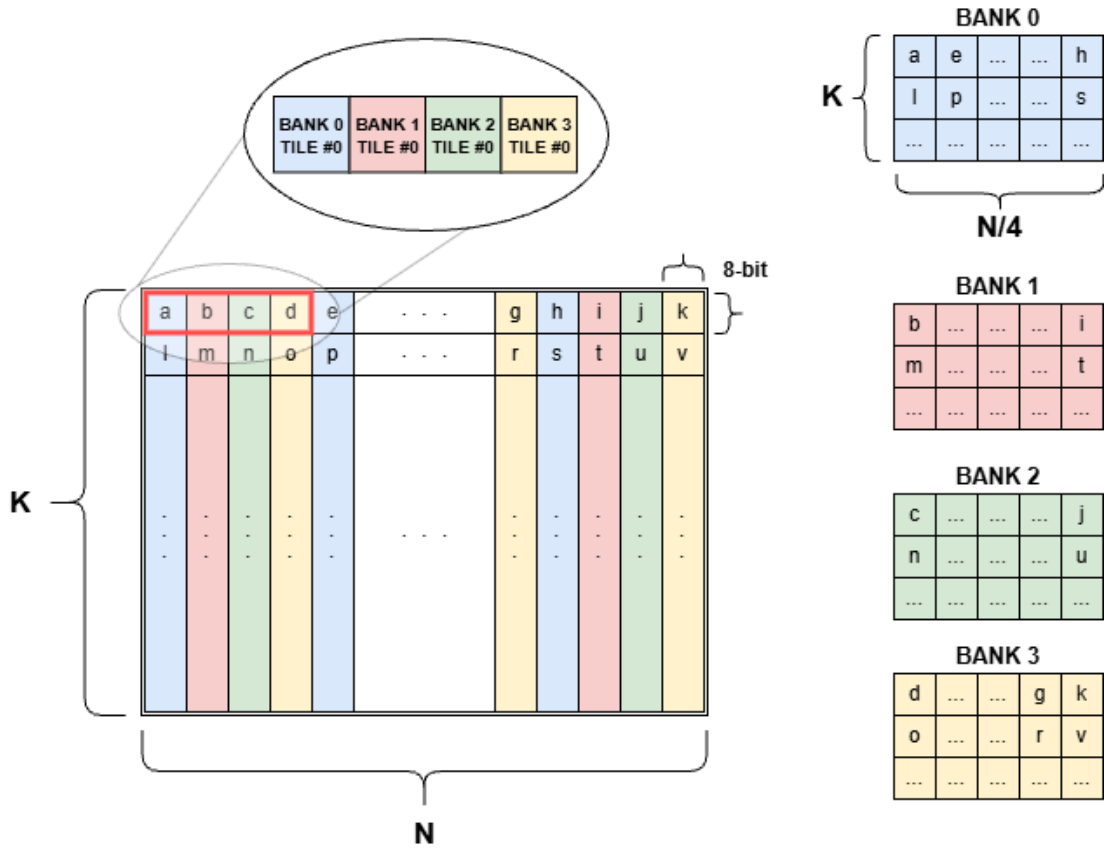 BANK 0 BANK 1 BANK 2 BANK 3
TILE #0 TILE #0 TILE #0 TILE #0
8-bit
a b c d e . . . g h i j k
l m n o p . . . r s t u v
. . . . . . . . .
. . . . . . . . . . . .
. . . . . . . . .
K
N
BANK 0
a e ... ... h
l p ... ... s
... ... ... ... ...
K
N/4
BANK 1
b ... ... ... i
m ... ... ... t
... ... ... ... ...
BANK 2
c ... ... ... j
n ... ... ... u
... ... ... ... ...
BANK 3
d ... ... g k
o ... ... r v
... ... ... ... ...